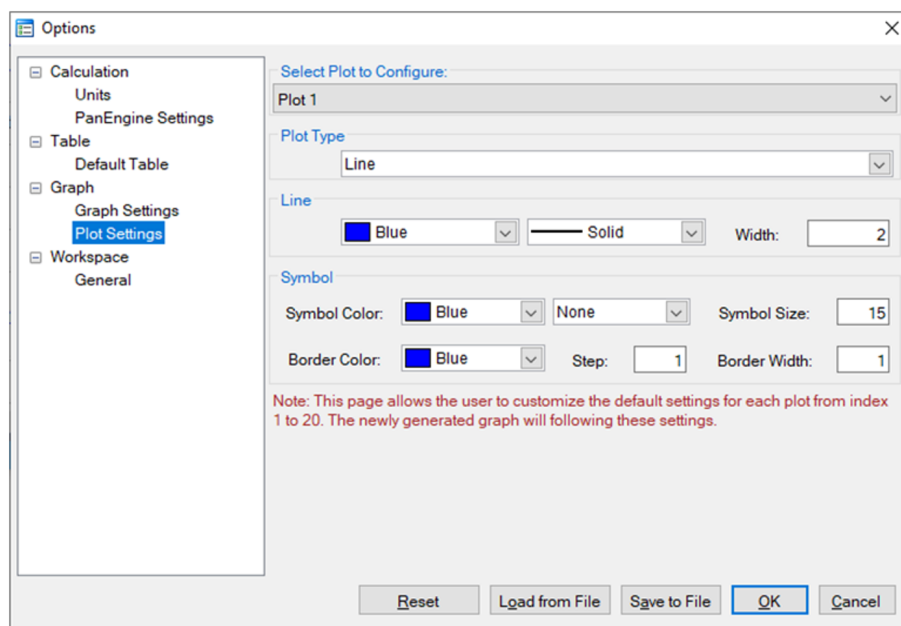 Options
Calculation
Units
PanEngine Settings
Table
Default Table
Graph
Graph Settings
Plot Settings
Workspace
General
Select Plot to Configure:
Plot 1
Plot Type
Line
Line
Blue Solid Width: 2
Symbol
Symbol Color: Blue None Symbol Size: 15
Border Color: Blue Step: 1 Border Width: 1
Note: This page allows the user to customize the default settings for each plot from index
1 to 20. The newly generated graph will following these settings.
Reset Load from File Save to File OK Cancel